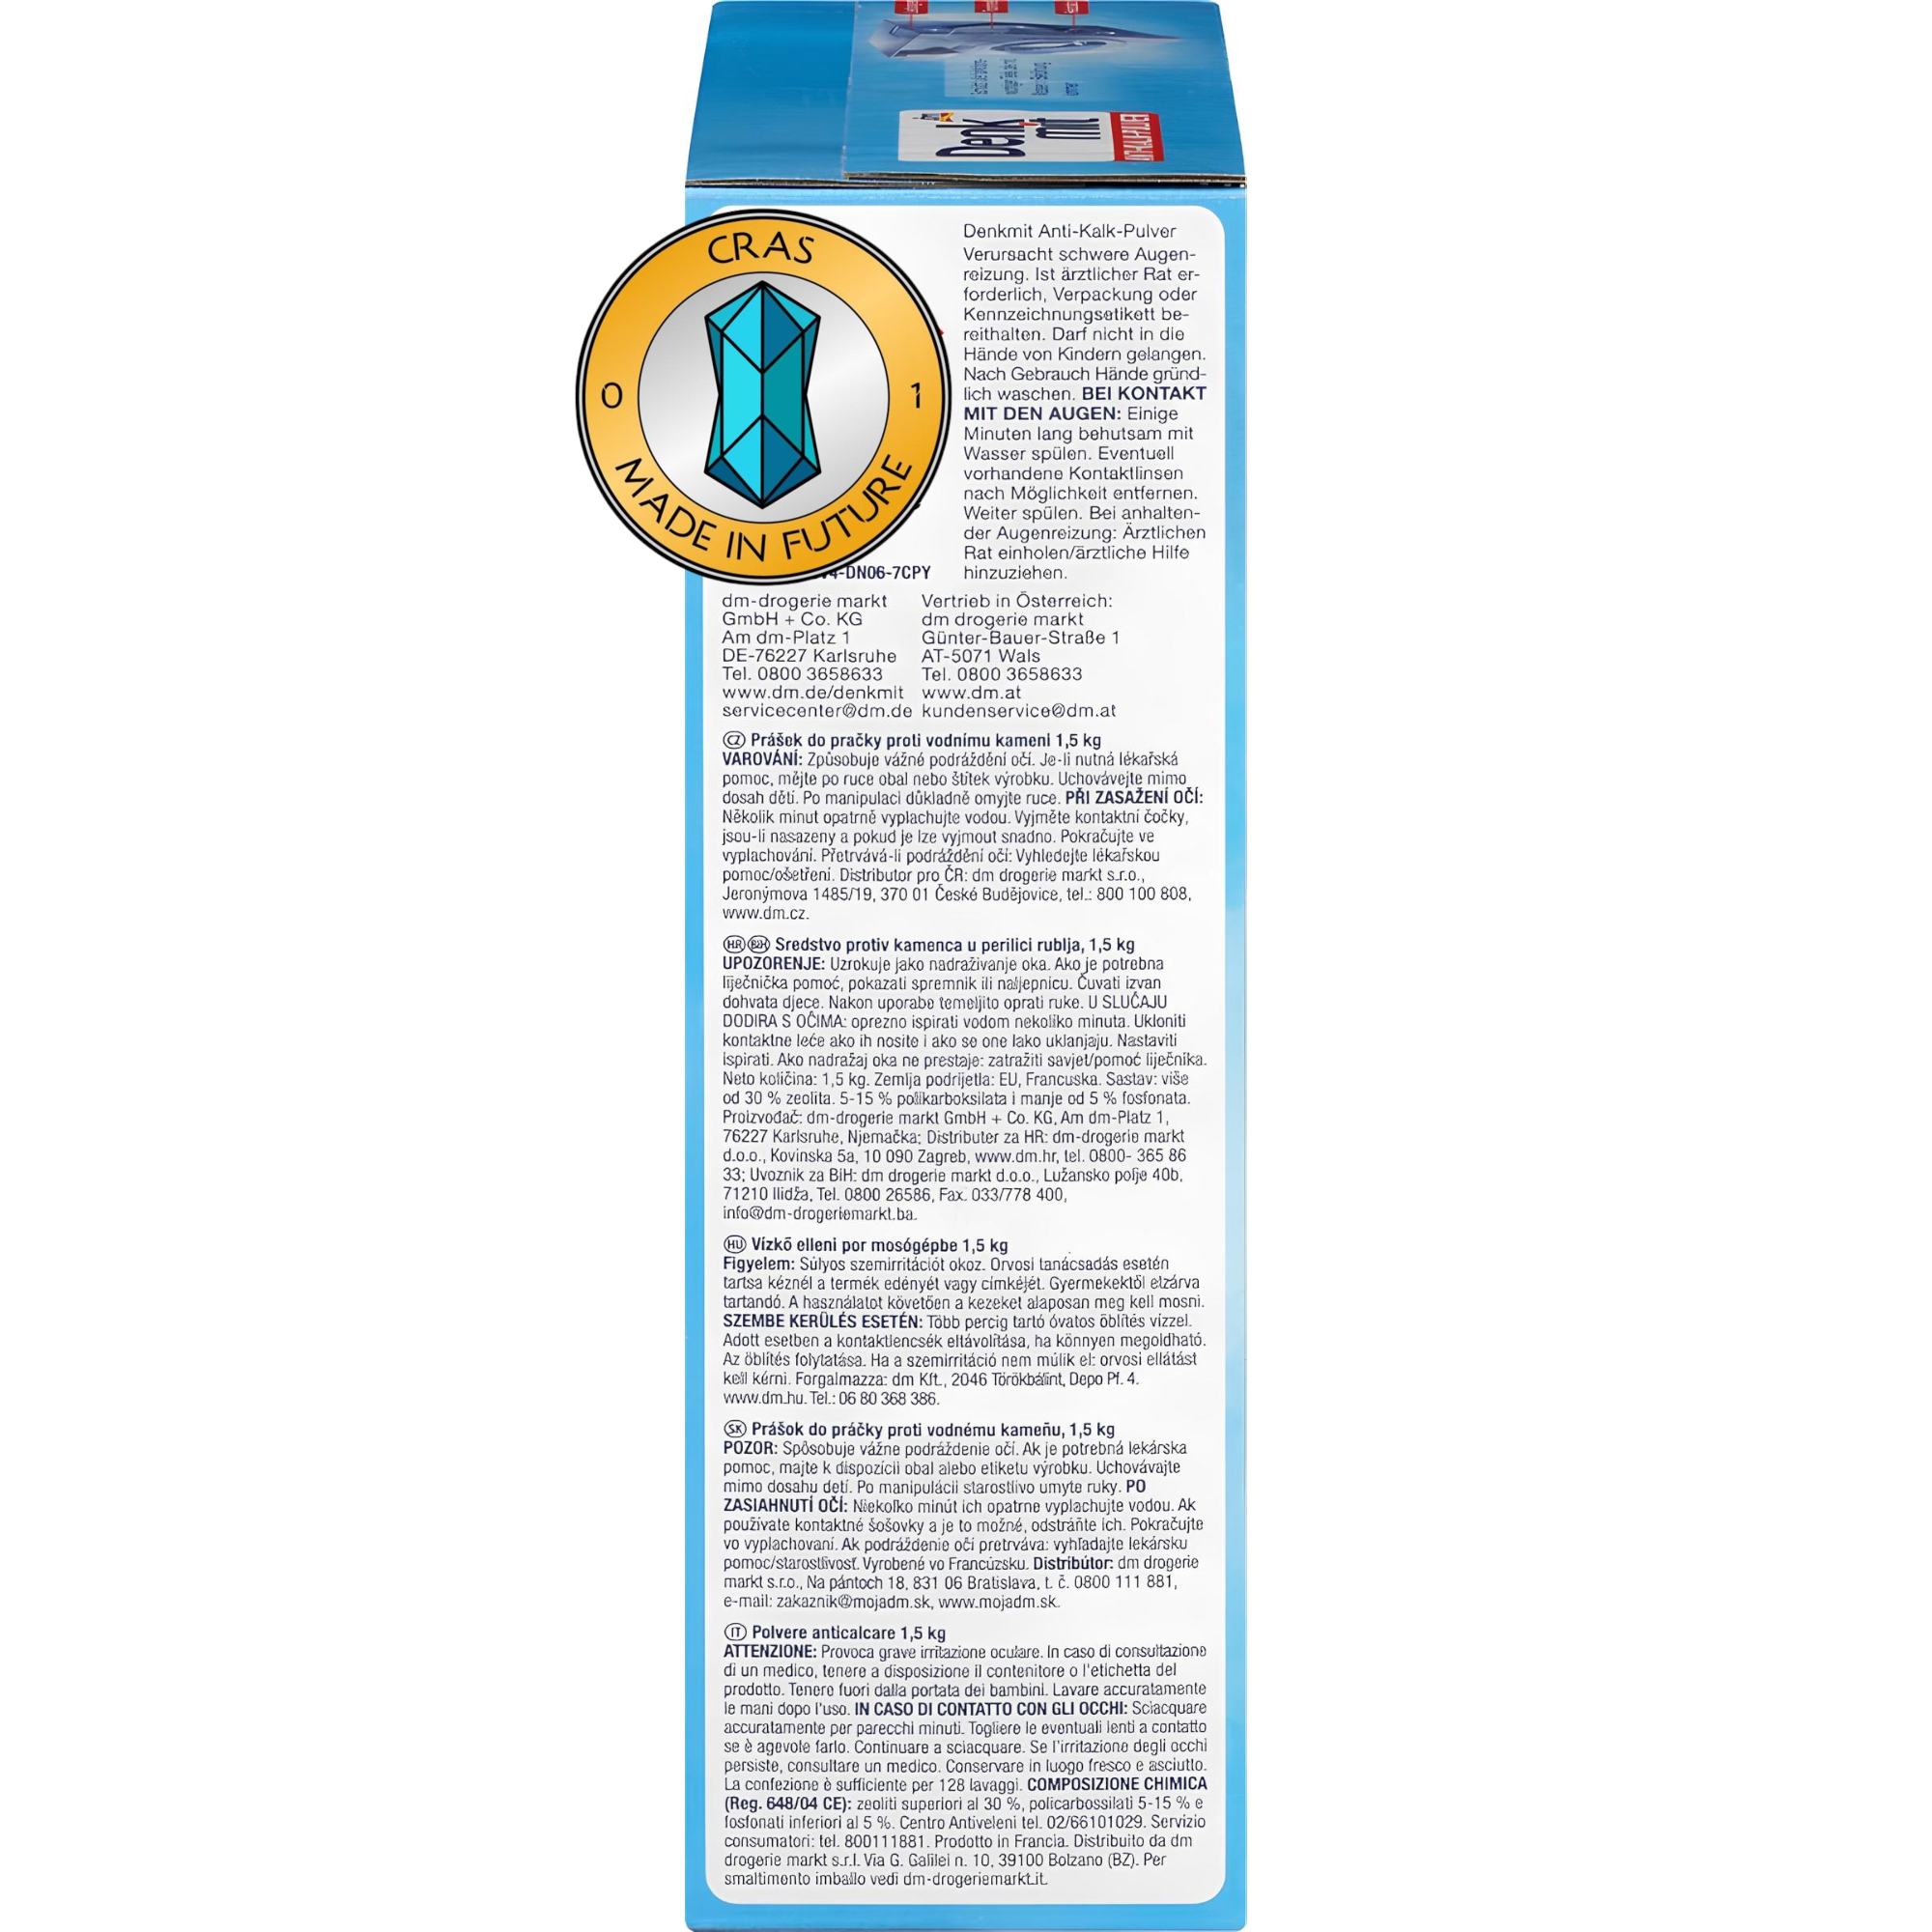 Denk
mit
CRAS
0 1
MADE IN FUTURE
Denkmit Anti-Kalk-Pulver
Verursacht schwere Augen-
reizung. Ist ärztlicher Rat er-
forderlich, Verpackung oder
Kennzeichnungsetikett be-
reithalten. Darf nicht in die
Hände von Kindern gelangen.
Nach Gebrauch Hände gründ-
lich waschen. BEI KONTAKT
MIT DEN AUGEN: Einige
Minuten lang behutsam mit
Wasser spülen. Eventuell
vorhandene Kontaktlinsen
nach Möglichkeit entfernen.
Weiter spülen. Bei anhalten-
der Augenreizung: Ärztlichen
Rat einholen/ärztliche Hilfe
hinzuziehen.
-DN06-7CPY
dm-drogerie markt
GmbH + Co. KG
Am dm-Platz 1
DE-76227 Karlsruhe
Tel. 0800 3658633
www.dm.de/denkmit
servicecenter@dm.de
Vertrieb in Österreich:
dm drogerie markt
Günter-Bauer-Straße 1
AT-5071 Wals
Tel. 0800 3658633
www.dm.at
kundenservice@dm.at
CZ Prášek do pračky proti vodnímu kameni 1,5 kg
VAROVÁNÍ: Způsobuje vážné podráždění očí. Je-li nutná lékařská
pomoc, mějte po ruce obal nebo štítek výrobku. Uchovávejte mimo
dosah dětí. Po manipulaci důkladně omyjte ruce. PŘI ZASAŽENÍ OČÍ:
Několik minut opatrně vyplachujte vodou. Vyjměte kontaktní čočky,
jsou-li nasazeny a pokud je lze vyjmout snadno. Pokračujte ve
vyplachování. Přetrvává-li podráždění očí: Vyhledejte lékařskou
pomoc/ošetření. Distributor pro ČR: dm drogerie markt s.r.o.,
Jeronýmova 1485/19, 370 01 České Budějovice, tel.: 800 100 808,
www.dm.cz.
HR BiH Sredstvo protiv kamenca u perilici rublja, 1,5 kg
UPOZORENJE: Uzrokuje jako nadraživanje oka. Ako je potrebna
liječnička pomoć, pokazati spremnik ili naljepnicu. Čuvati izvan
dohvata djece. Nakon uporabe temeljito oprati ruke. U SLUČAJU
DODIRA S OČIMA: oprezno ispirati vodom nekoliko minuta. Ukloniti
kontaktne leće ako ih nosite i ako se one lako uklanjaju. Nastaviti
ispirati. Ako nadražaj oka ne prestaje: zatražiti savjet/pomoć liječnika.
Neto količina: 1,5 kg. Zemlja podrijetla: EU, Francuska. Sastav: više
od 30 % zeolita. 5-15 % polikarboksilata i manje od 5 % fosfonata.
Proizvođač: dm-drogerie markt GmbH + Co. KG, Am dm-Platz 1,
76227 Karlsruhe, Njemačka; Distributer za HR: dm-drogerie markt
d.o.o., Kovinska 5a, 10 090 Zagreb, www.dm.hr, tel. 0800- 365 86
33; Uvoznik za BiH: dm drogerie markt d.o.o., Lužansko polje 40b,
71210 Ilidža, Tel. 0800 26586, Fax. 033/778 400,
info@dm-drogeriemarkt.ba.
HU Vízkő elleni por mosógépbe 1,5 kg
Figyelem: Súlyos szemirritációt okoz. Orvosi tanácsadás esetén
tartsa kéznél a termék edényét vagy címkéjét. Gyermekektől elzárva
tartandó. A használatot követően a kezeket alaposan meg kell mosni.
SZEMBE KERÜLÉS ESETÉN: Több percig tartó óvatos öblítés vízzel.
Adott esetben a kontaktlencsék eltávolítása, ha könnyen megoldható.
Az öblítés folytatása. Ha a szemirritáció nem múlik el: orvosi ellátást
kell kérni. Forgalmazza: dm Kft., 2046 Törökbálint, Depo Pf. 4.
www.dm.hu. Tel.: 06 80 368 386.
SK Prášok do práčky proti vodnému kameňu, 1,5 kg
POZOR: Spôsobuje vážne podráždenie očí. Ak je potrebná lekárska
pomoc, majte k dispozícii obal alebo etiketu výrobku. Uchovávajte
mimo dosahu detí. Po manipulácii starostlivo umyte ruky. PO
ZASIAHNUTÍ OČÍ: Niekoľko minút ich opatrne vyplachujte vodou. Ak
používate kontaktné šošovky a je to možné, odstráňte ich. Pokračujte
vo vyplachovaní. Ak podráždenie očí pretrváva: vyhľadajte lekársku
pomoc/starostlivosť. Vyrobené vo Francúzsku. Distribútor: dm drogerie
markt s.r.o., Na pántoch 18, 831 06 Bratislava, t. č. 0800 111 881,
e-mail: zakaznik@mojadm.sk, www.mojadm.sk.
IT Polvere anticalcare 1,5 kg
ATTENZIONE: Provoca grave irritazione oculare. In caso di consultazione
di un medico, tenere a disposizione il contenitore o l'etichetta del
prodotto. Tenere fuori dalla portata dei bambini. Lavare accuratamente
le mani dopo l'uso. IN CASO DI CONTATTO CON GLI OCCHI: Sciacquare
accuratamente per parecchi minuti. Togliere le eventuali lenti a contatto
se è agevole farlo. Continuare a sciacquare. Se l'irritazione degli occhi
persiste, consultare un medico. Conservare in luogo fresco e asciutto.
La confezione è sufficiente per 128 lavaggi. COMPOSIZIONE CHIMICA
(Reg. 648/04 CE): zeoliti superiori al 30 %, policarbossilati 5-15 % e
fosfonati inferiori al 5 %. Centro Antiveleni tel. 02/66101029. Servizio
consumatori: tel. 800111881. Prodotto in Francia. Distribuito da dm
drogerie markt s.r.l. Via G. Galilei n. 10, 39100 Bolzano (BZ). Per
smaltimento imballo vedi dm-drogeriemarkt.it.